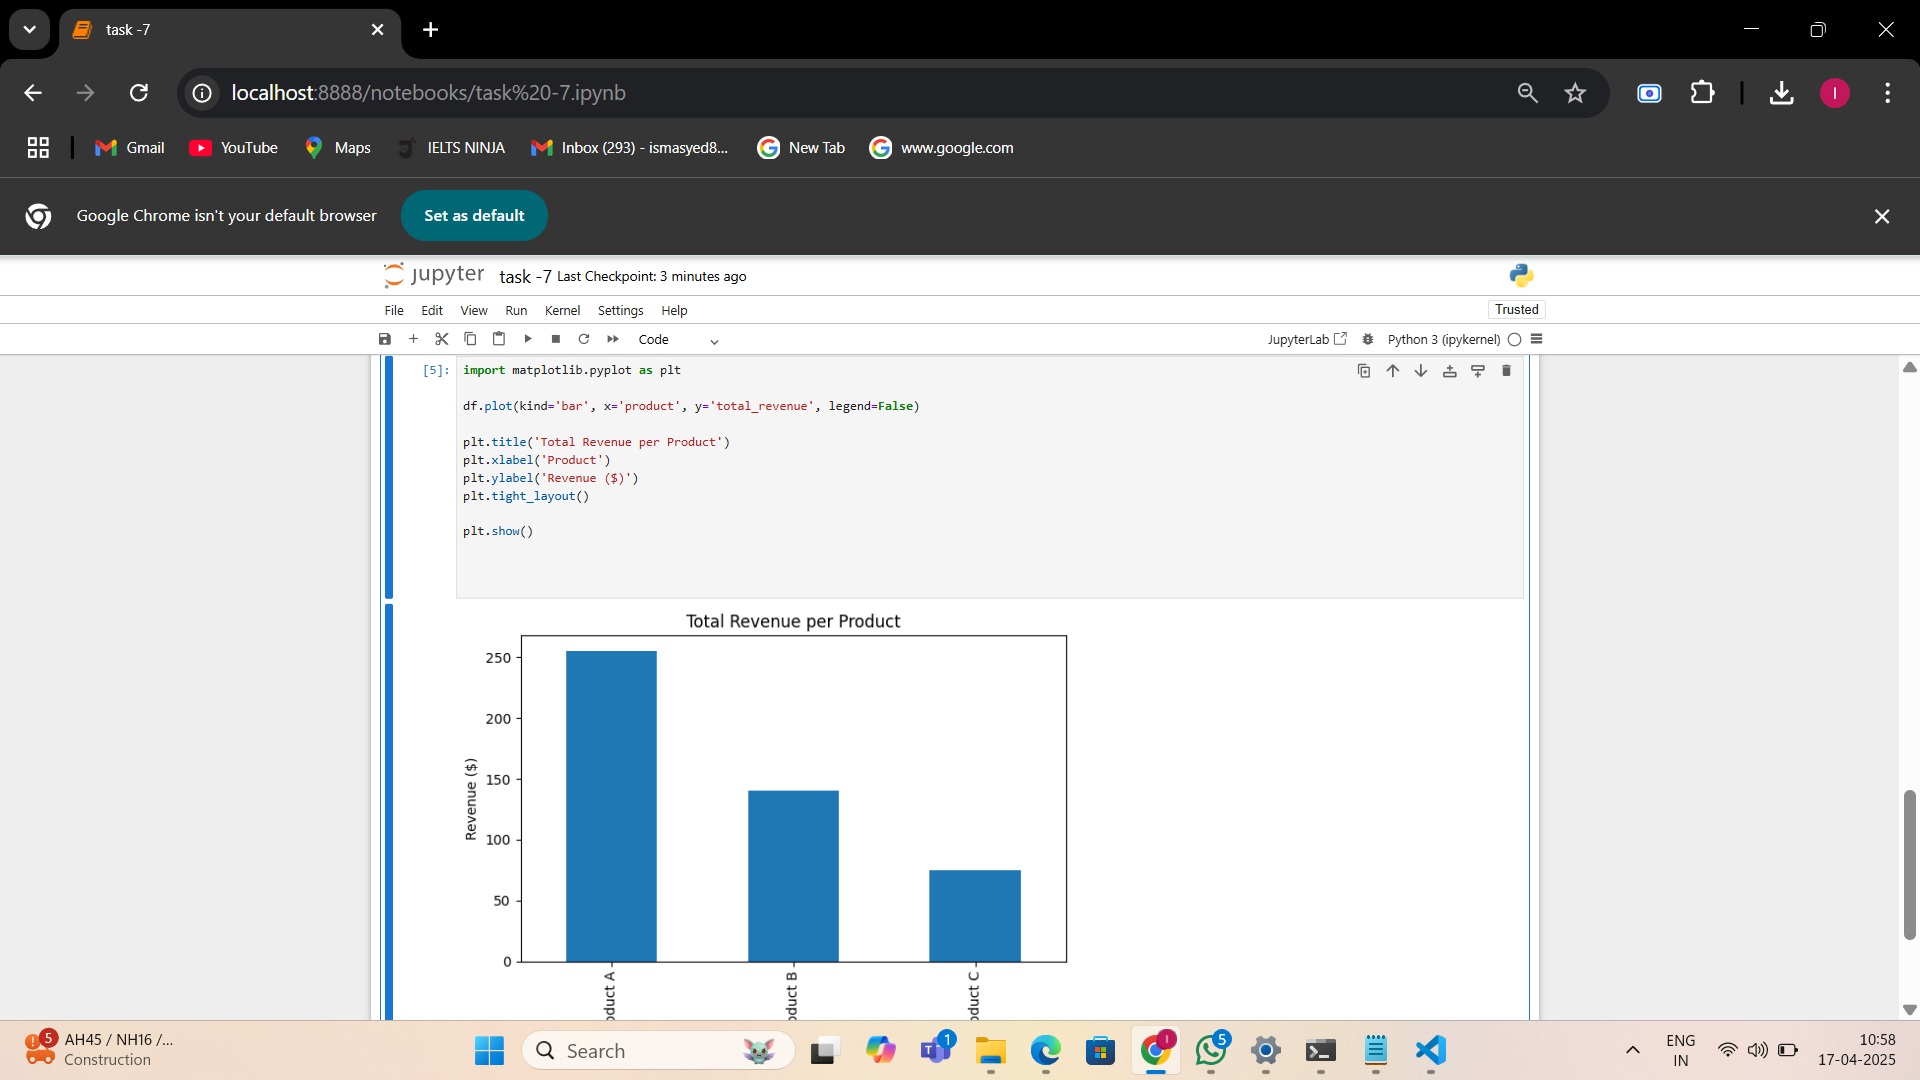 task -7
localhost:8888/notebooks/task%20-7.ipynb
I
Gmail YouTube Maps IELTS NINJA Inbox (293) - ismasyed8... New Tab www.google.com
Google Chrome isn't your default browser Set as default
jupyter task -7 Last Checkpoint: 3 minutes ago
File Edit View Run Kernel Settings Help Trusted
Code JupyterLab Python 3 (ipykernel)
[5]: import matplotlib.pyplot as plt
df.plot(kind='bar', x='product', y='total_revenue', legend=False)
plt.title('Total Revenue per Product')
plt.xlabel('Product')
plt.ylabel('Revenue ($)')
plt.tight_layout()
plt.show()
Total Revenue per Product
250
200
150
100
50
0
Revenue ($)
oduct A oduct B oduct C
5 AH45 / NH16 /...
Construction
Search
1
I
5
ENG
IN
10:58
17-04-2025